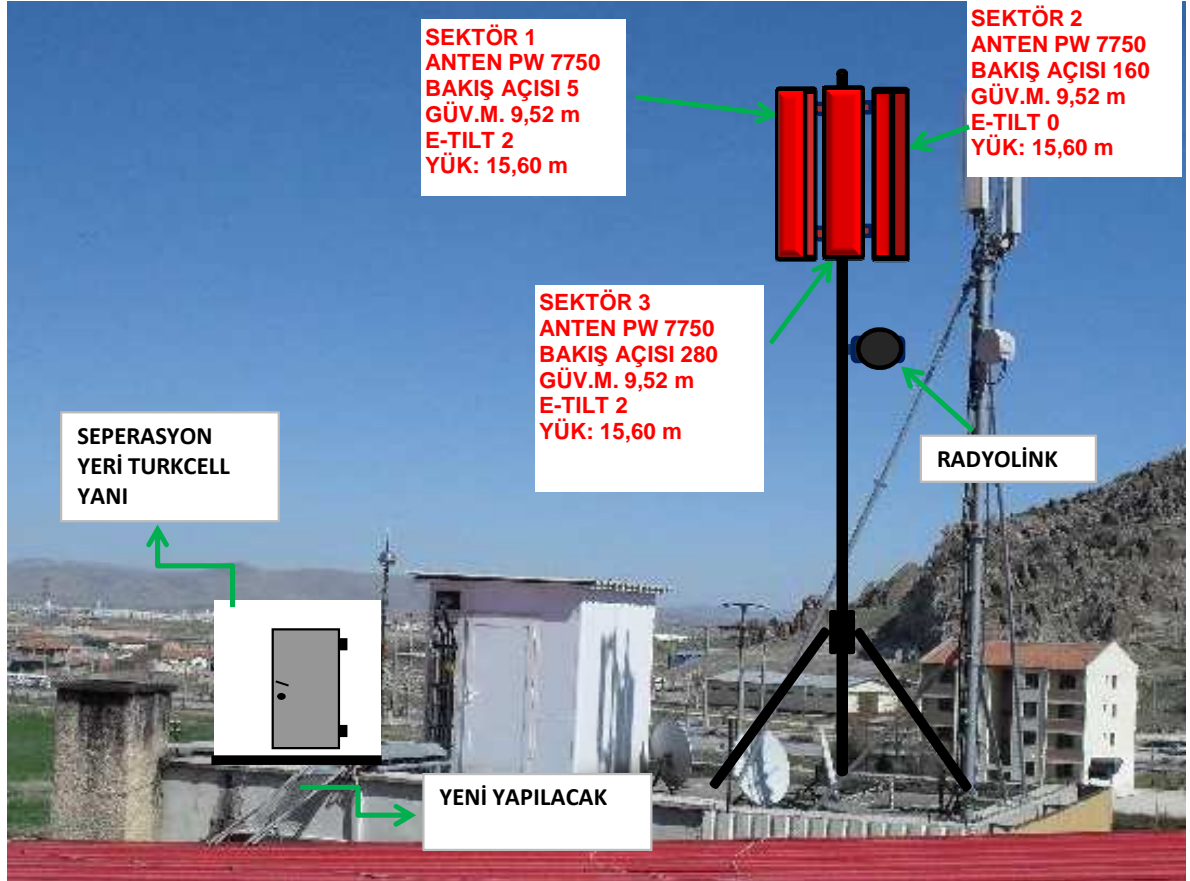 SEKTÖR 1
ANTEN PW 7750
BAKIŞ AÇISI 5
GÜV.M. 9,52 m
E-TILT 2
YÜK: 15,60 m
SEKTÖR 2
ANTEN PW 7750
BAKIŞ AÇISI 160
GÜV.M. 9,52 m
E-TILT 0
YÜK: 15,60 m
SEKTÖR 3
ANTEN PW 7750
BAKIŞ AÇISI 280
GÜV.M. 9,52 m
E-TILT 2
YÜK: 15,60 m
SEPERASYON
YERİ TURKCELL
YANI
RADYOLİNK
YENİ YAPILACAK